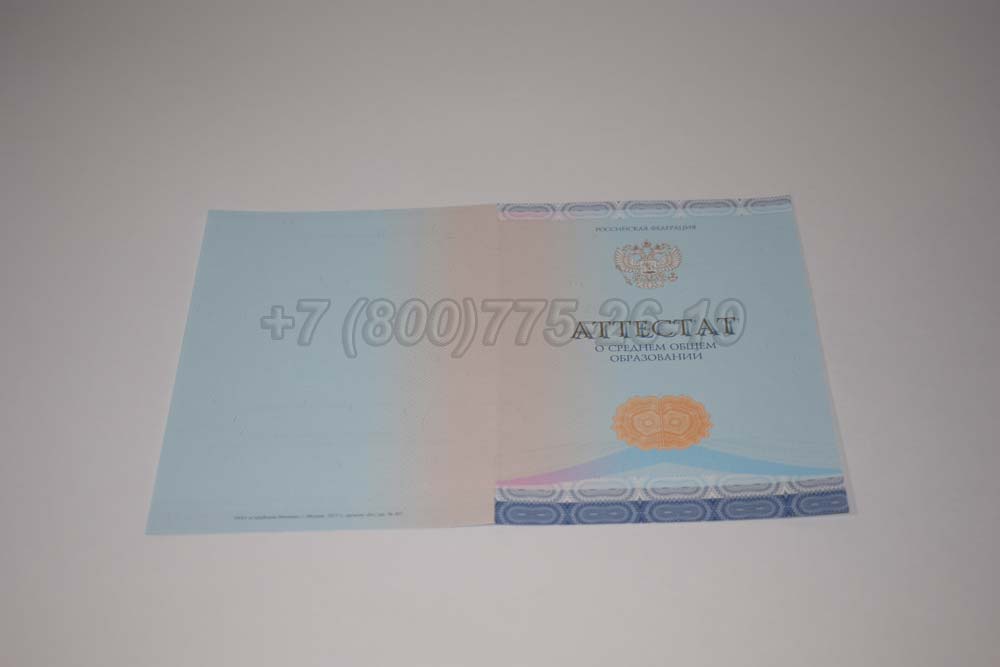 РОССИЙСКАЯ ФЕДЕРАЦИЯ
+7 (800)775-26-10
АТТЕСТАТ
О СРЕДНЕМ ОБЩЕМ
ОБРАЗОВАНИИ